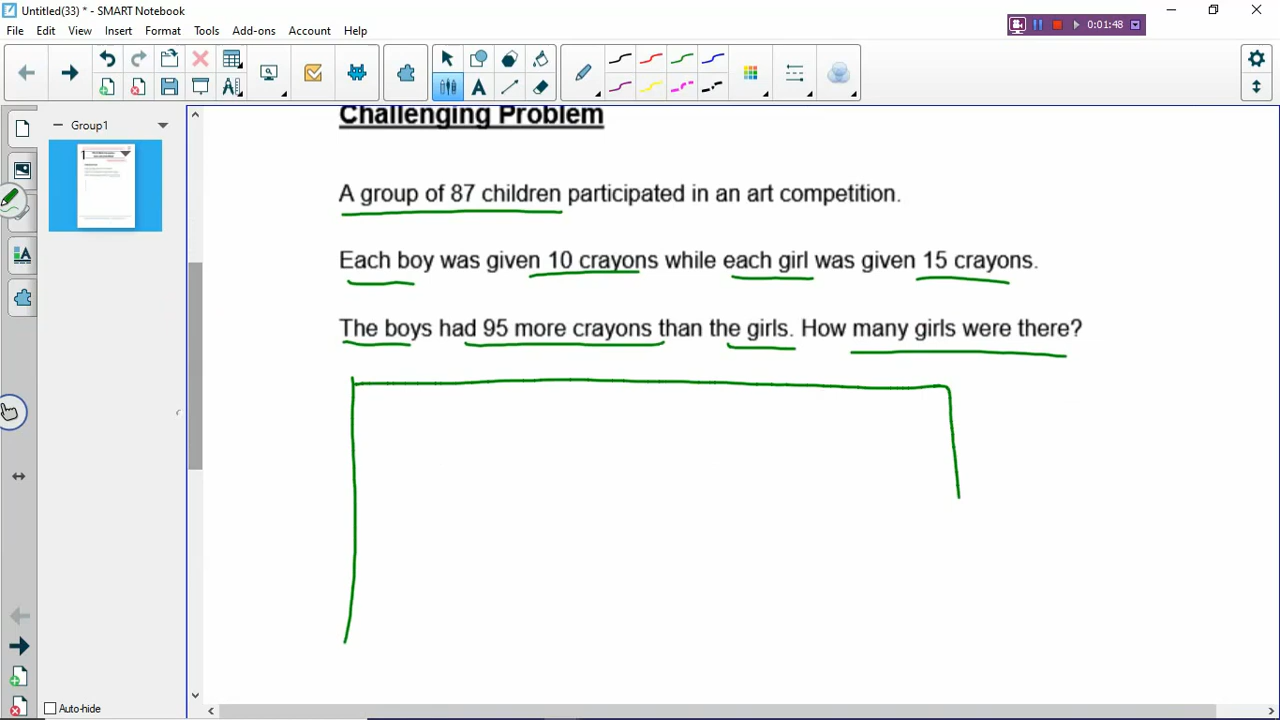 Untitled(33) * - SMART Notebook
00:01:48
File Edit View Insert Format Tools Add-ons Account Help
Group1
1
Challenging Problem
A group of 87 children participated in an art competition.
Each boy was given 10 crayons while each girl was given 15 crayons.
The boys had 95 more crayons than the girls. How many girls were there?
Auto-hide